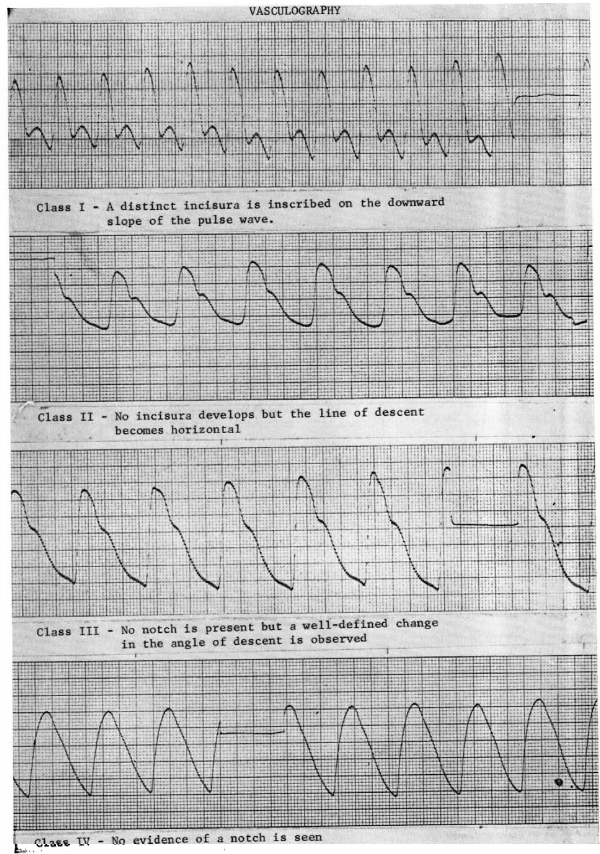 VASCULOGRAPHY
Class I - A distinct incisura is inscribed on the downward
slope of the pulse wave.
Class II - No incisura develops but the line of descent
becomes horizontal
Class III - No notch is present but a well-defined change
in the angle of descent is observed
Class IV - No evidence of a notch is seen